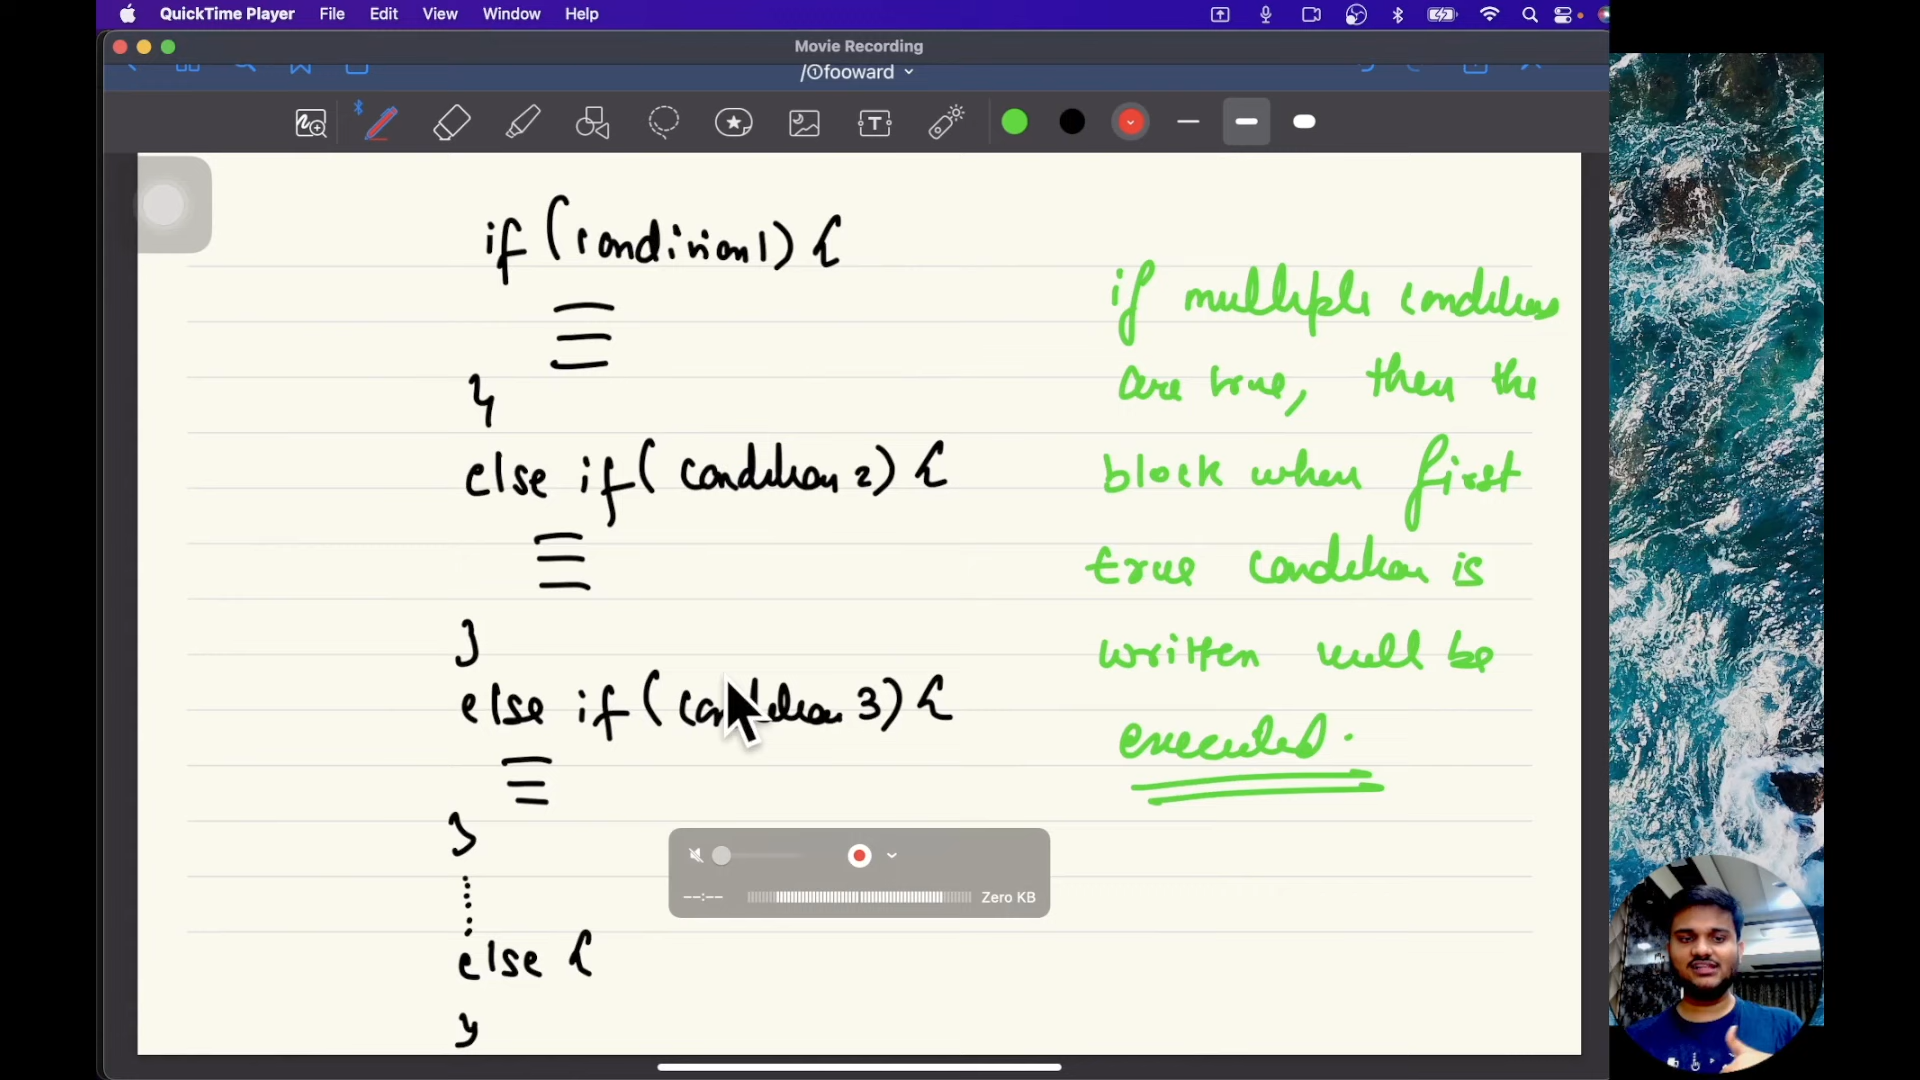 QuickTime Player File Edit View Window Help
Movie Recording
/①fooward
if (condition1) {
}
else if (condition 2) {
}
else if (condition 3) {
}
else {
}
if multiple conditions
are true, then the
block when first
true condition is
written will be
executed.
--:-- Zero KB